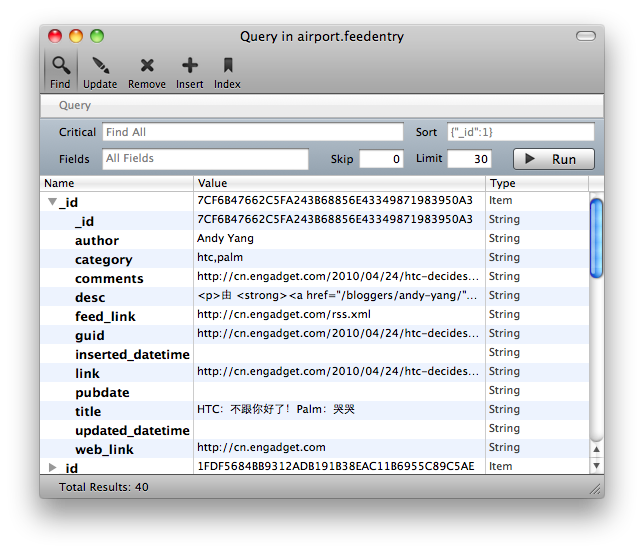 Query in airport.feedentry
Find Update Remove Insert Index
Query
Critical Find All Sort {"_id":1}
Fields All Fields Skip 0 Limit 30 Run
Name Value Type
_id 7CF6B47662C5FA243B68856E43349871983950A3 Item
_id 7CF6B47662C5FA243B68856E43349871983950A3 String
author Andy Yang String
category htc,palm String
comments http://cn.engadget.com/2010/04/24/htc-decides... String
desc <p>由 <strong><a href="/bloggers/andy-yang/"... String
feed_link http://cn.engadget.com/rss.xml String
guid http://cn.engadget.com/2010/04/24/htc-decides... String
inserted_datetime String
link http://cn.engadget.com/2010/04/24/htc-decides... String
pubdate String
title HTC：不跟你好了！Palm：哭哭 String
updated_datetime String
web_link http://cn.engadget.com String
_id 1FDF5684BB9312ADB191B38EAC11B6955C89C5AE Item
Total Results: 40